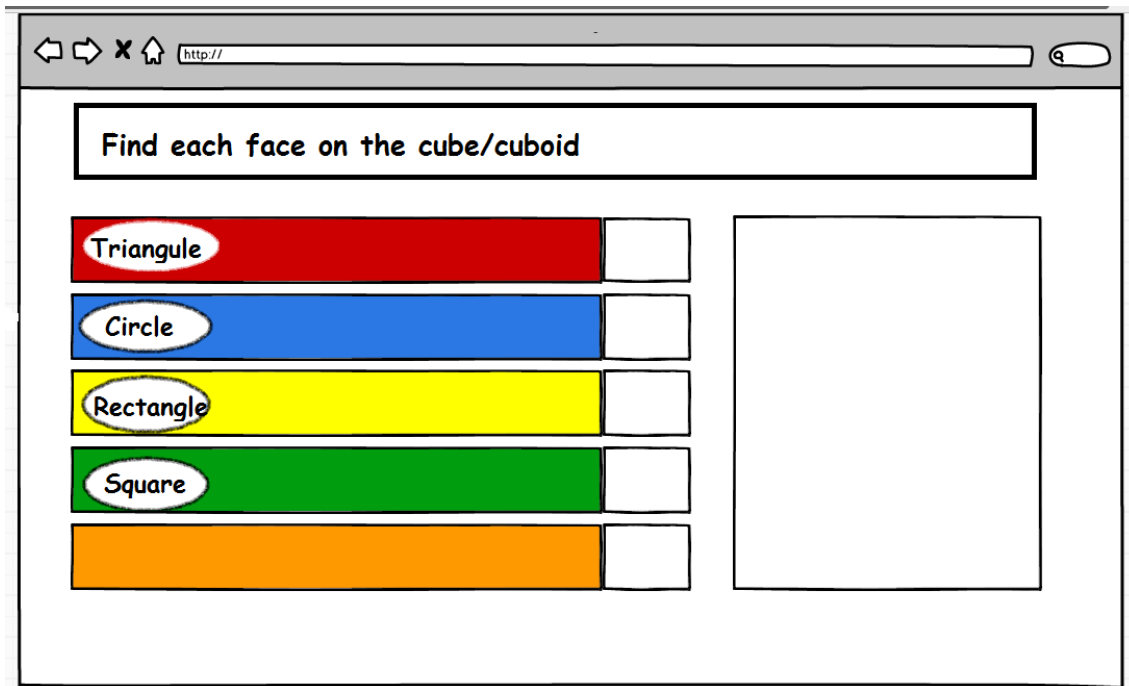 http://
Find each face on the cube/cuboid
Triangule
Circle
Rectangle
Square